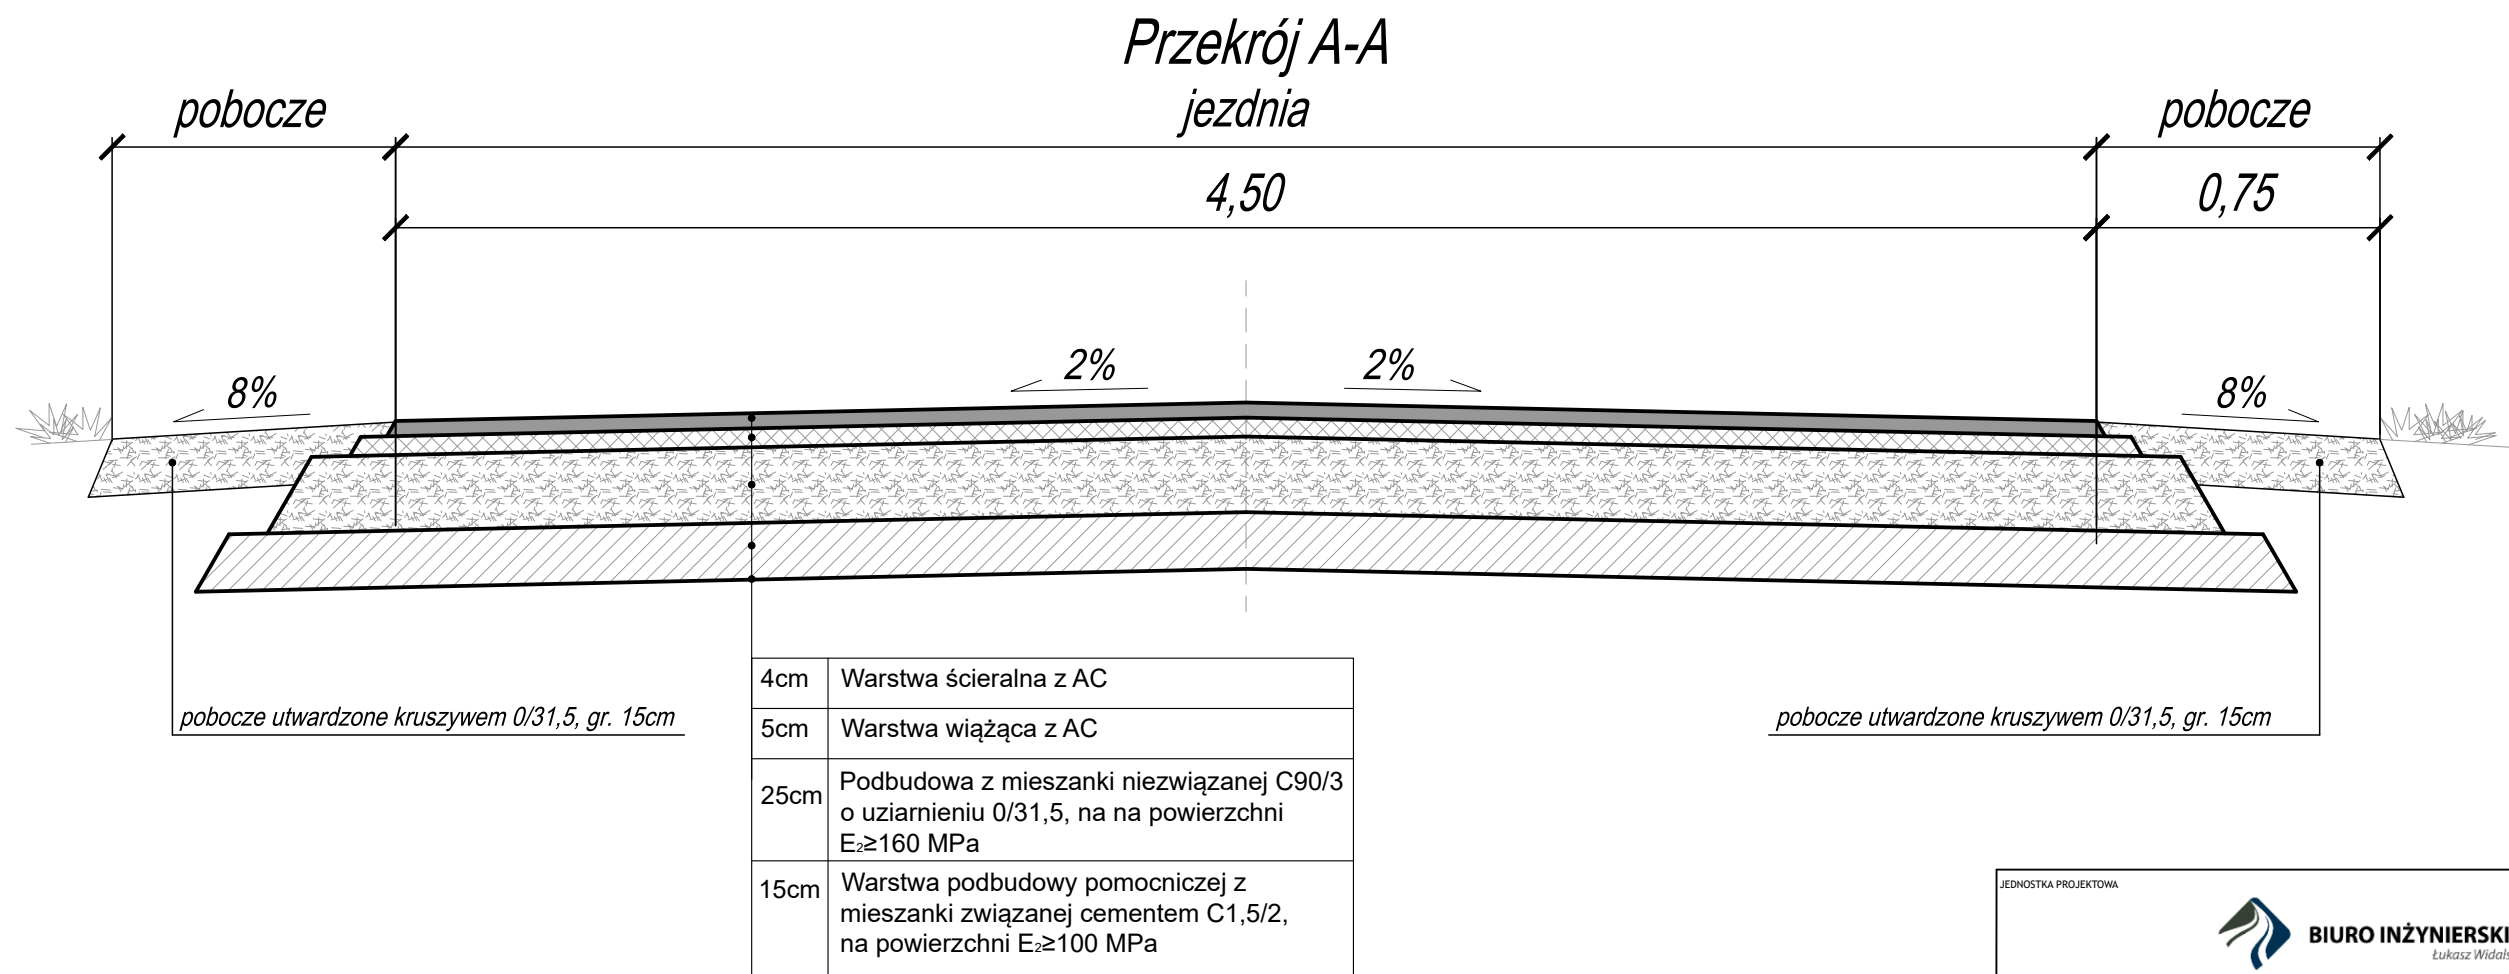 Przekrój A-A
pobocze
jezdnia
pobocze
4,50
0,75
8%
2%
2%
8%
pobocze utwardzone kruszywem 0/31,5, gr. 15cm
4cm Warstwa ścieralna z AC
5cm Warstwa wiążąca z AC
25cm Podbudowa z mieszanki niezwiązanej C90/3
o uziarnieniu 0/31,5, na na powierzchni
E₂≥160 MPa
15cm Warstwa podbudowy pomocniczej z
mieszanki związanej cementem C1,5/2,
na powierzchni E₂≥100 MPa
pobocze utwardzone kruszywem 0/31,5, gr. 15cm
JEDNOSTKA PROJEKTOWA
BIURO INŻYNIERSKI
Łukasz Widals